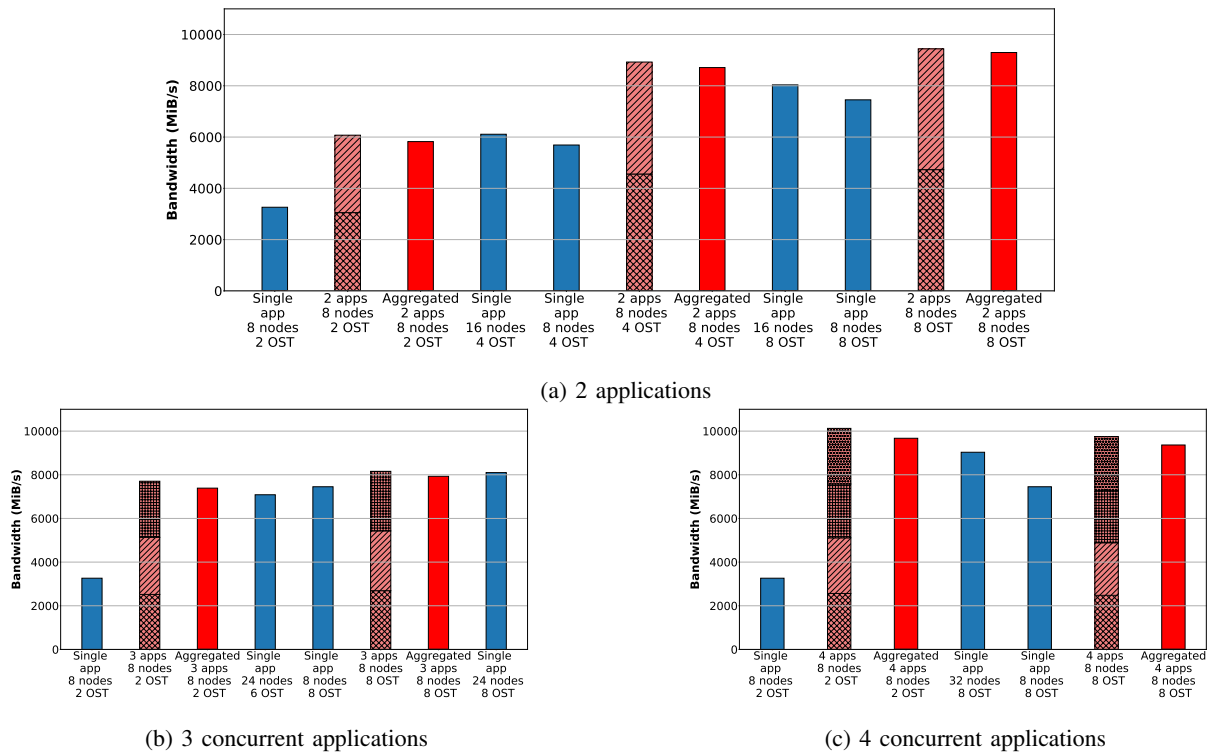 10000
8000
6000
4000
2000
0
Bandwidth (MiB/s)
Single
app
8 nodes
2 OST
2 apps
8 nodes
2 OST
Aggregated
2 apps
8 nodes
2 OST
Single
app
16 nodes
4 OST
Single
app
8 nodes
4 OST
2 apps
8 nodes
4 OST
Aggregated
2 apps
8 nodes
4 OST
Single
app
16 nodes
8 OST
Single
app
8 nodes
8 OST
2 apps
8 nodes
8 OST
Aggregated
2 apps
8 nodes
8 OST
(a) 2 applications
10000
8000
6000
4000
2000
0
Bandwidth (MiB/s)
Single
app
8 nodes
2 OST
3 apps
8 nodes
2 OST
Aggregated
3 apps
8 nodes
2 OST
Single
app
24 nodes
6 OST
Single
app
8 nodes
8 OST
3 apps
8 nodes
8 OST
Aggregated
3 apps
8 nodes
8 OST
Single
app
24 nodes
8 OST
(b) 3 concurrent applications
10000
8000
6000
4000
2000
0
Bandwidth (MiB/s)
Single
app
8 nodes
2 OST
4 apps
8 nodes
2 OST
Aggregated
4 apps
8 nodes
2 OST
Single
app
32 nodes
8 OST
Single
app
8 nodes
8 OST
4 apps
8 nodes
8 OST
Aggregated
4 apps
8 nodes
8 OST
(c) 4 concurrent applications